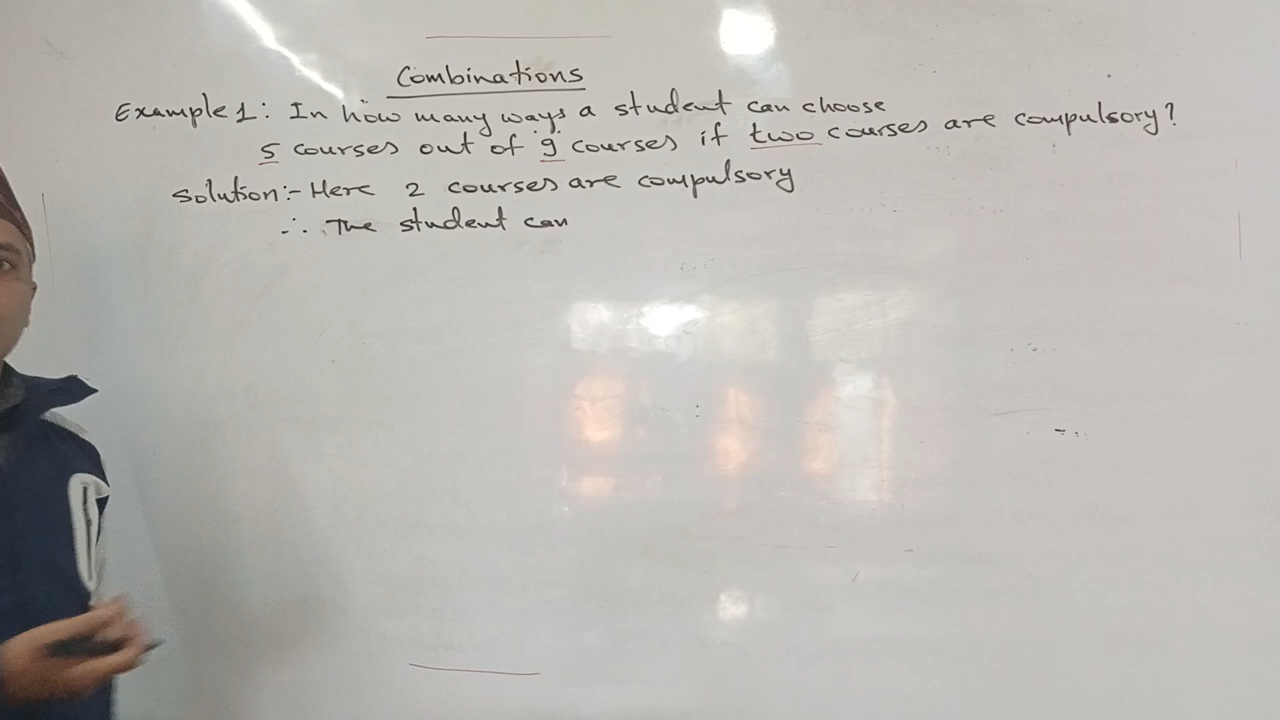 Combinations
Example 1: In how many ways a student can choose
5 courses out of 9 courses if two courses are compulsory?
Solution:- Here 2 courses are compulsory
∴ The student can